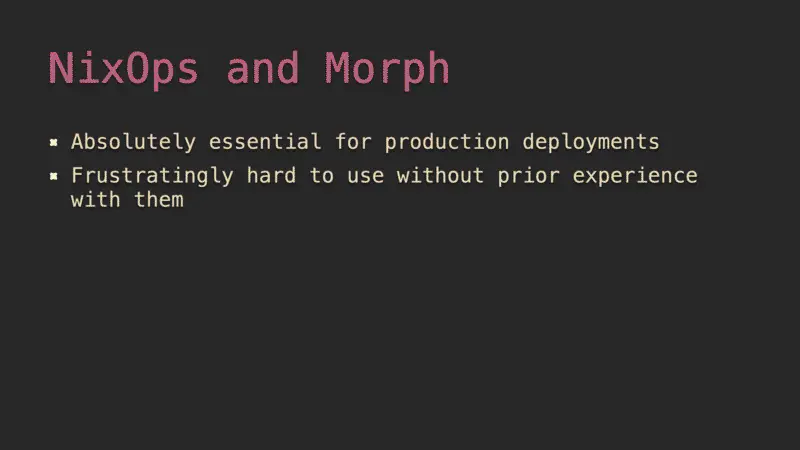 NixOps and Morph
Absolutely essential for production deployments
Frustratingly hard to use without prior experience
with them